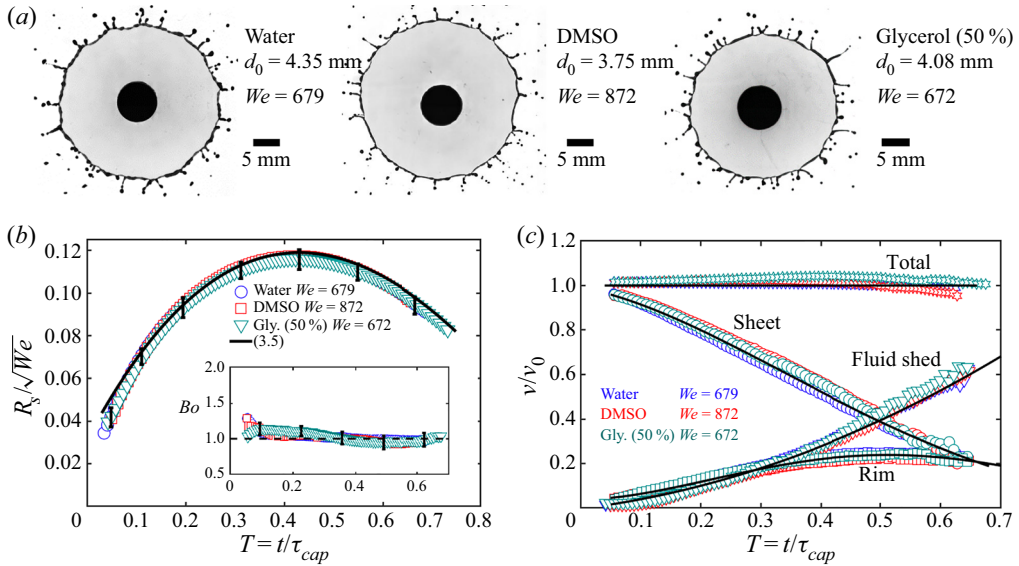 (a)
Water
d0 = 4.35 mm
We = 679
5 mm
DMSO
d0 = 3.75 mm
We = 872
5 mm
Glycerol (50 %)
d0 = 4.08 mm
We = 672
5 mm
(b)
0.12
0.10
0.08
0.06
0.04
0.02
Rs/√We
0
0.1
0.2
0.3
0.4
0.5
0.6
0.7
0.8
T = t/τcap
Water We = 679
DMSO We = 872
Gly. (50 %) We = 672
(3.5)
2.0
1.5
1.0
0.5
Bo
0
0.2
0.4
0.6
(c)
1.2
1.0
0.8
0.6
0.4
0.2
0
v/v0
0.1
0.2
0.3
0.4
0.5
0.6
0.7
T = t/τcap
Total
Sheet
Fluid shed
Water We = 679
DMSO We = 872
Gly. (50 %) We = 672
Rim